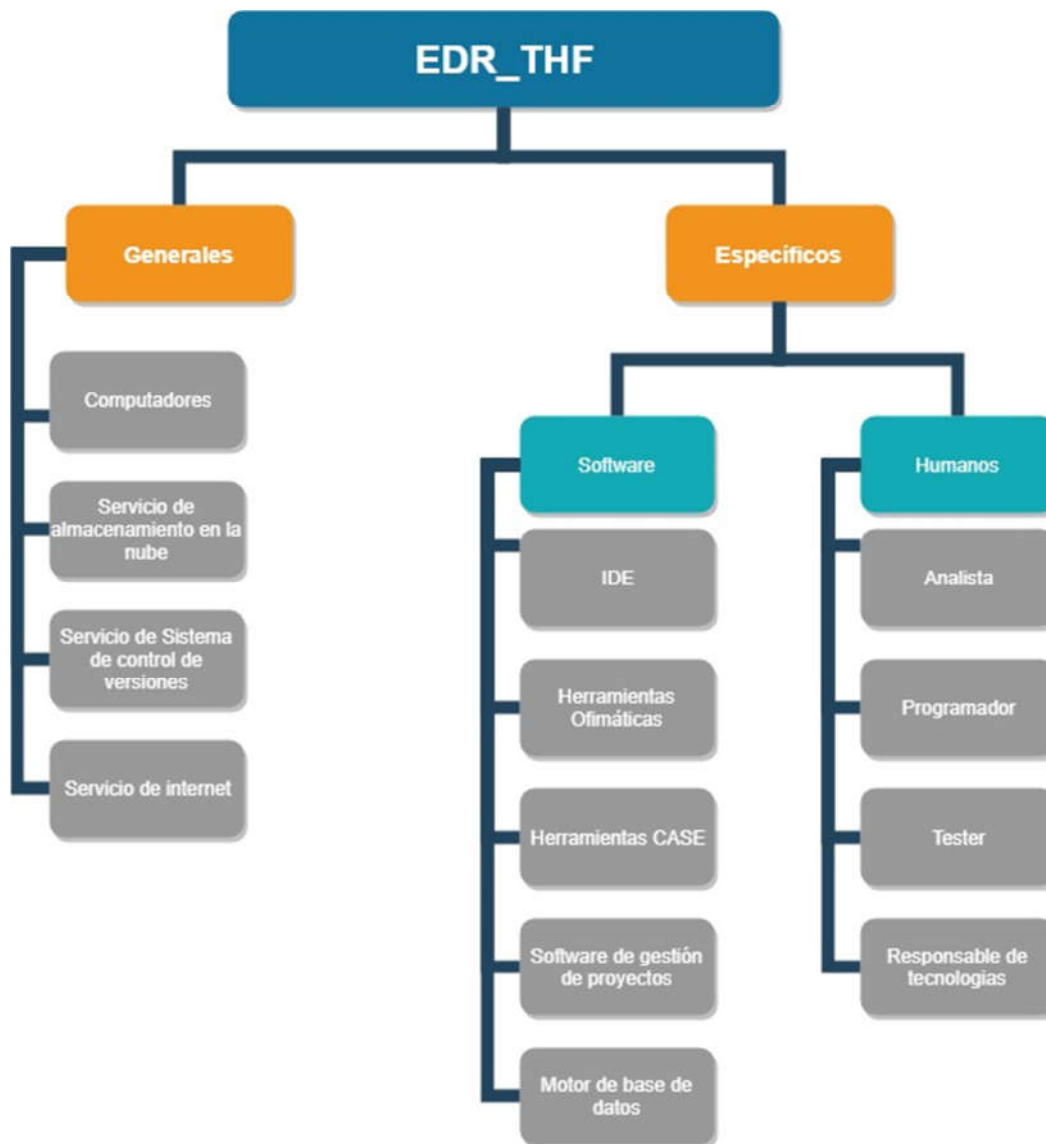 EDR_THF
Generales
Específicos
Computadores
Servicio de
almacenamiento en la
nube
Servicio de Sistema
de control de
versiones
Servicio de internet
Software
IDE
Herramientas
Ofimáticas
Herramientas CASE
Software de gestión
de proyectos
Motor de base de
datos
Humanos
Analista
Programador
Tester
Responsable de
tecnologias